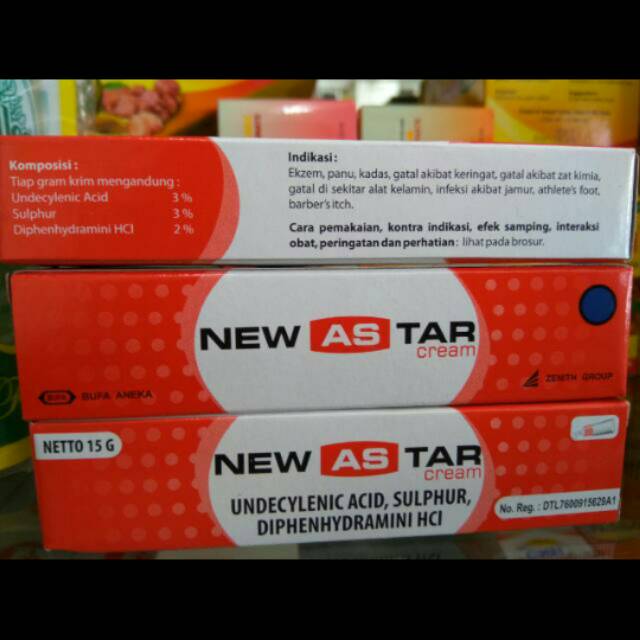 Komposisi :
Tiap gram krim mengandung :
Undecylenic Acid 3 %
Sulphur 3 %
Diphenhydramini HCl 2 %
Indikasi :
Ekzem, panu, kadas, gatal akibat keringat, gatal akibat zat kimia,
gatal di sekitar alat kelamin, infeksi akibat jamur, athlete's foot,
barber's itch.
Cara pemakaian, kontra indikasi, efek samping, interaksi
obat, peringatan dan perhatian : lihat pada brosur.
NEW AS TAR
cream
BUFA BUFA ANEKA
ZENITH GROUP
NETTO 15 G
NEW AS TAR
cream
UNDECYLENIC ACID, SULPHUR,
DIPHENHYDRAMINI HCl
No. Reg. : DTL7600915629A1